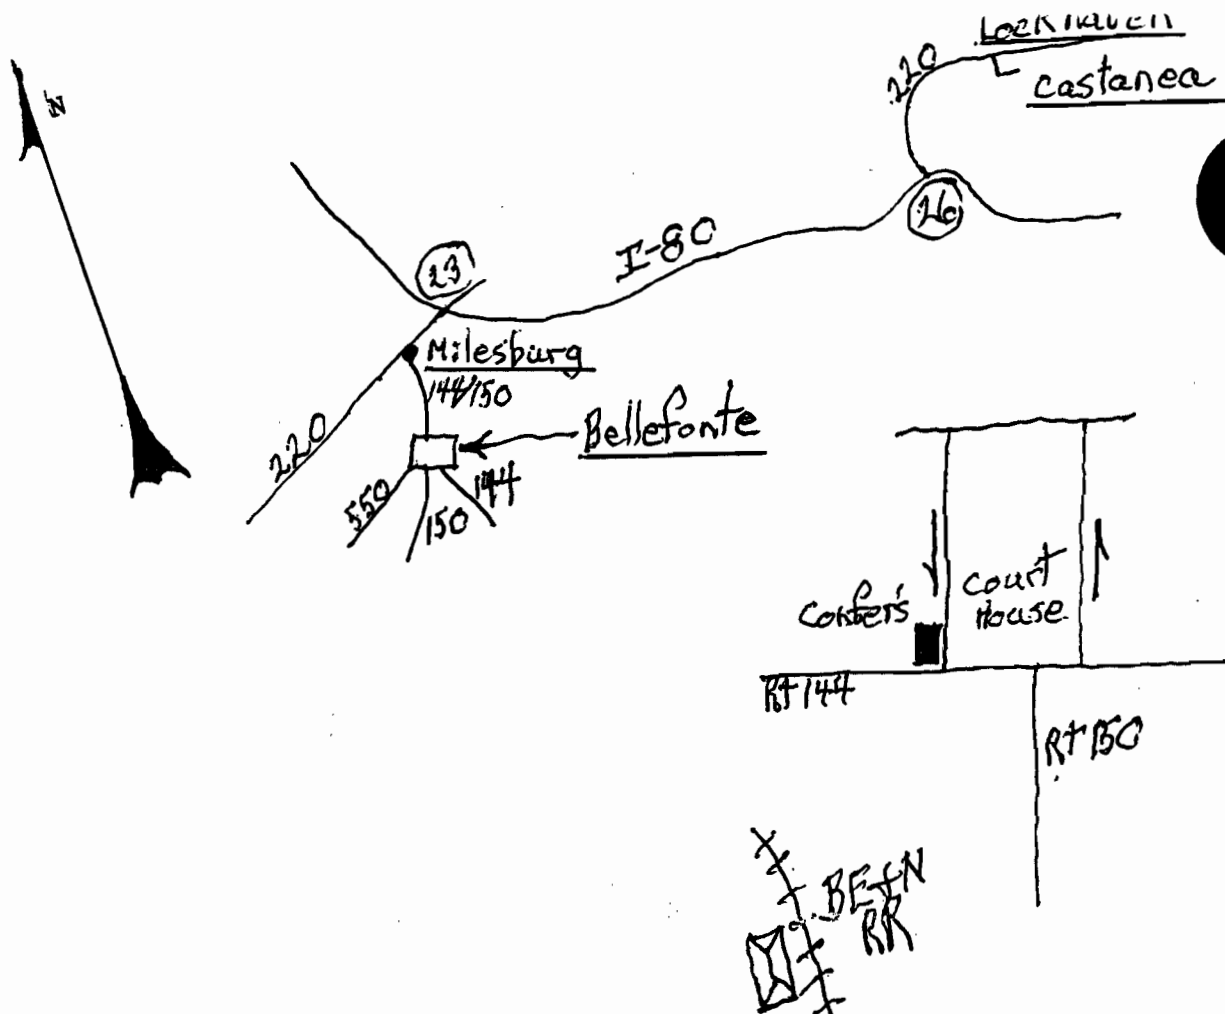 Lock Haven
220
Castanea
N
26
I-80
23
Milesburg
144/150
Bellefonte
220
550
150
144
Court
House
Confer's
Rt 144
Rt 150
BE+N
RR